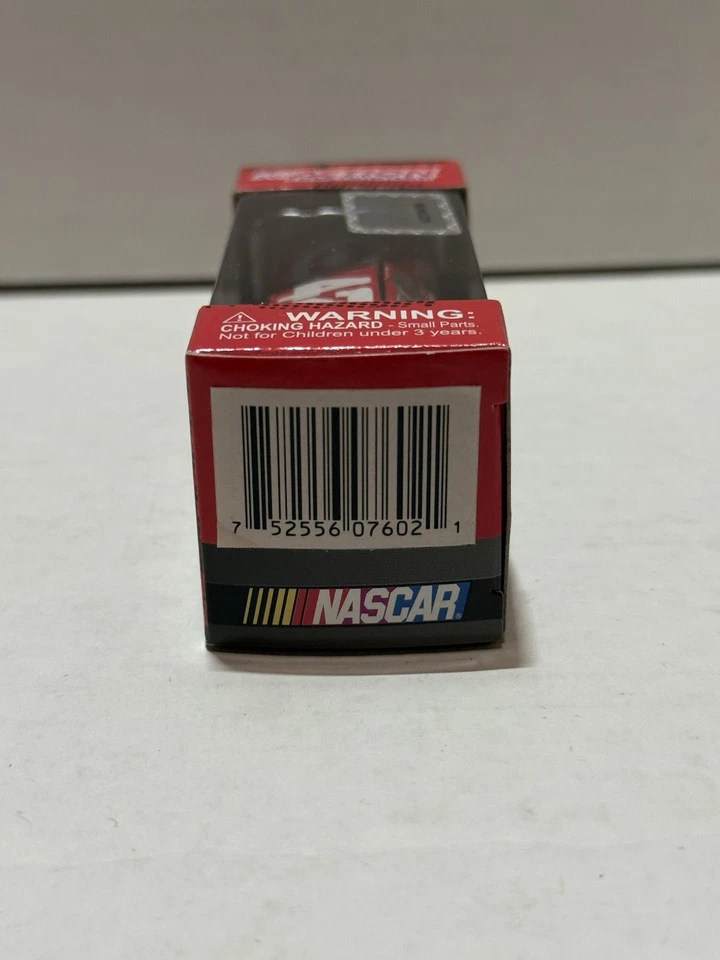 WARNING:
CHOKING HAZARD - Small Parts.
Not for Children under 3 years.
7 52556 07602 1
NASCAR